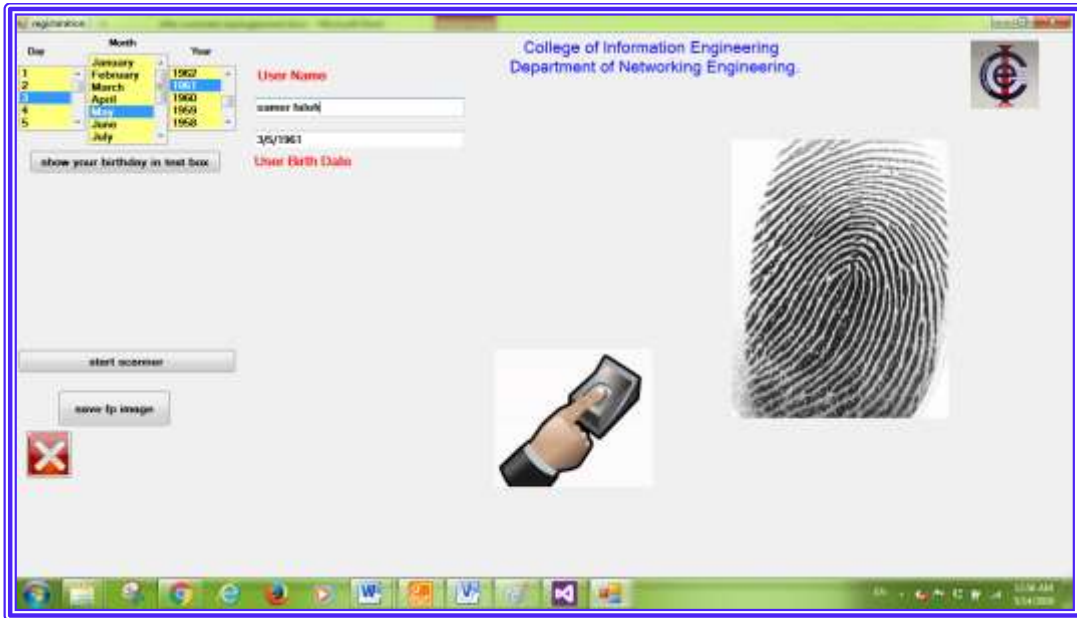 registration
Day
Month
Year
1
2
3
4
5
January
February
March
April
May
June
July
1962
1961
1960
1959
1958
User Name
3/5/1961
User Birth Date
show your birthday in text box
College of Information Engineering
Department of Networking Engineering.
start scanner
save fp image